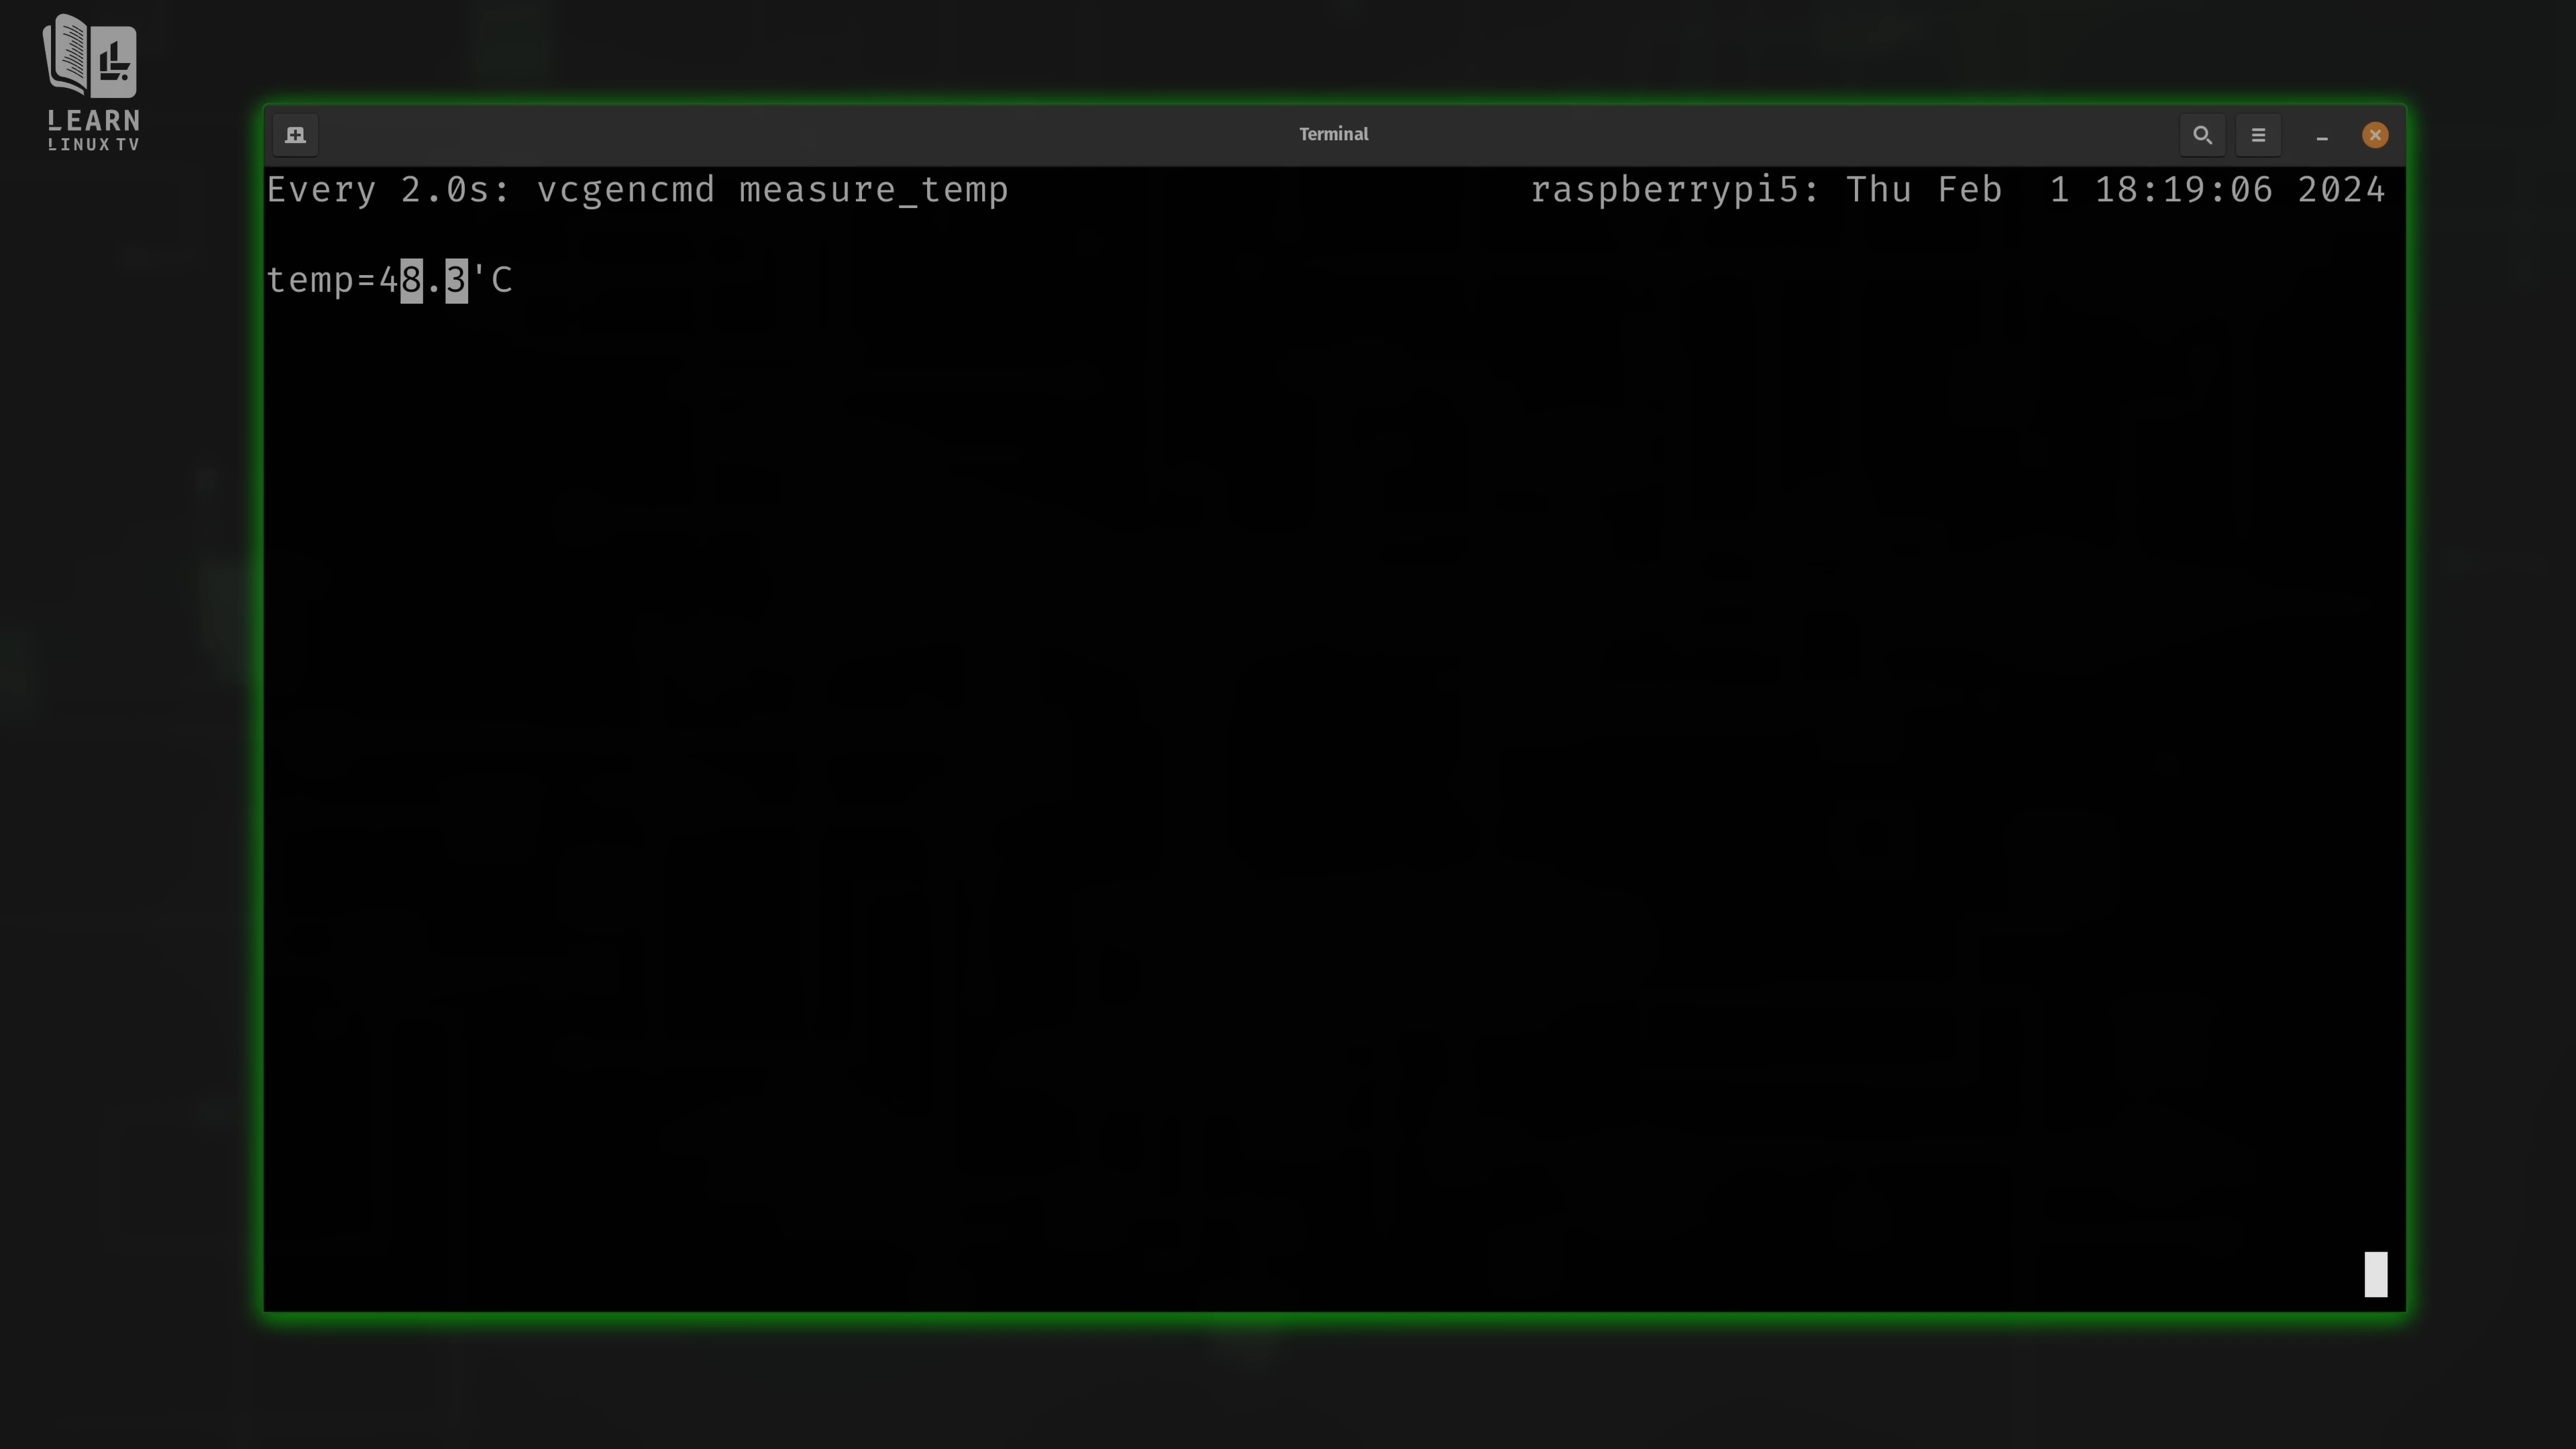 LEARN
LINUX TV
Terminal
Every 2.0s: vcgencmd measure_temp raspberrypi5: Thu Feb  1 18:19:06 2024
temp=48.3'C